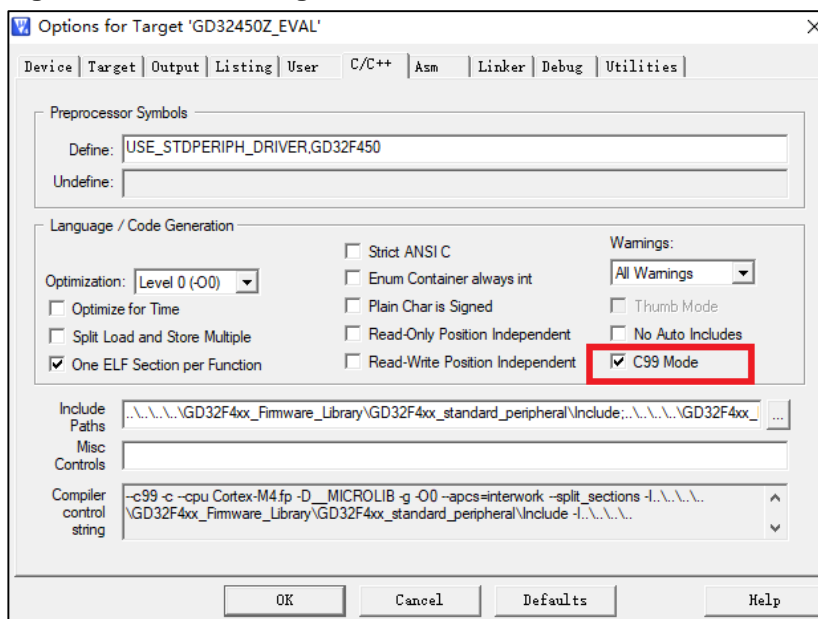 Options for Target 'GD32450Z_EVAL'
Device Target Output Listing User C/C++ Asm Linker Debug Utilities
Preprocessor Symbols
Define: USE_STDPERIPH_DRIVER,GD32F450
Undefine:
Language / Code Generation
Strict ANSI C
Warnings:
Optimization: Level 0 (-O0)
Enum Container always int
All Warnings
Optimize for Time
Plain Char is Signed
Thumb Mode
Split Load and Store Multiple
Read-Only Position Independent
No Auto Includes
One ELF Section per Function
Read-Write Position Independent
C99 Mode
Include
Paths
..\..\..\..\GD32F4xx_Firmware_Library\GD32F4xx_standard_peripheral\Include;..\..\..\..\GD32F4xx_
...
Misc
Controls
Compiler
control
string
--c99 -c --cpu Cortex-M4.fp -D__MICROLIB -g -O0 --apcs=interwork --split_sections -I..\..\..\..
\GD32F4xx_Firmware_Library\GD32F4xx_standard_peripheral\Include -I..\..\..\..
OK Cancel Defaults Help